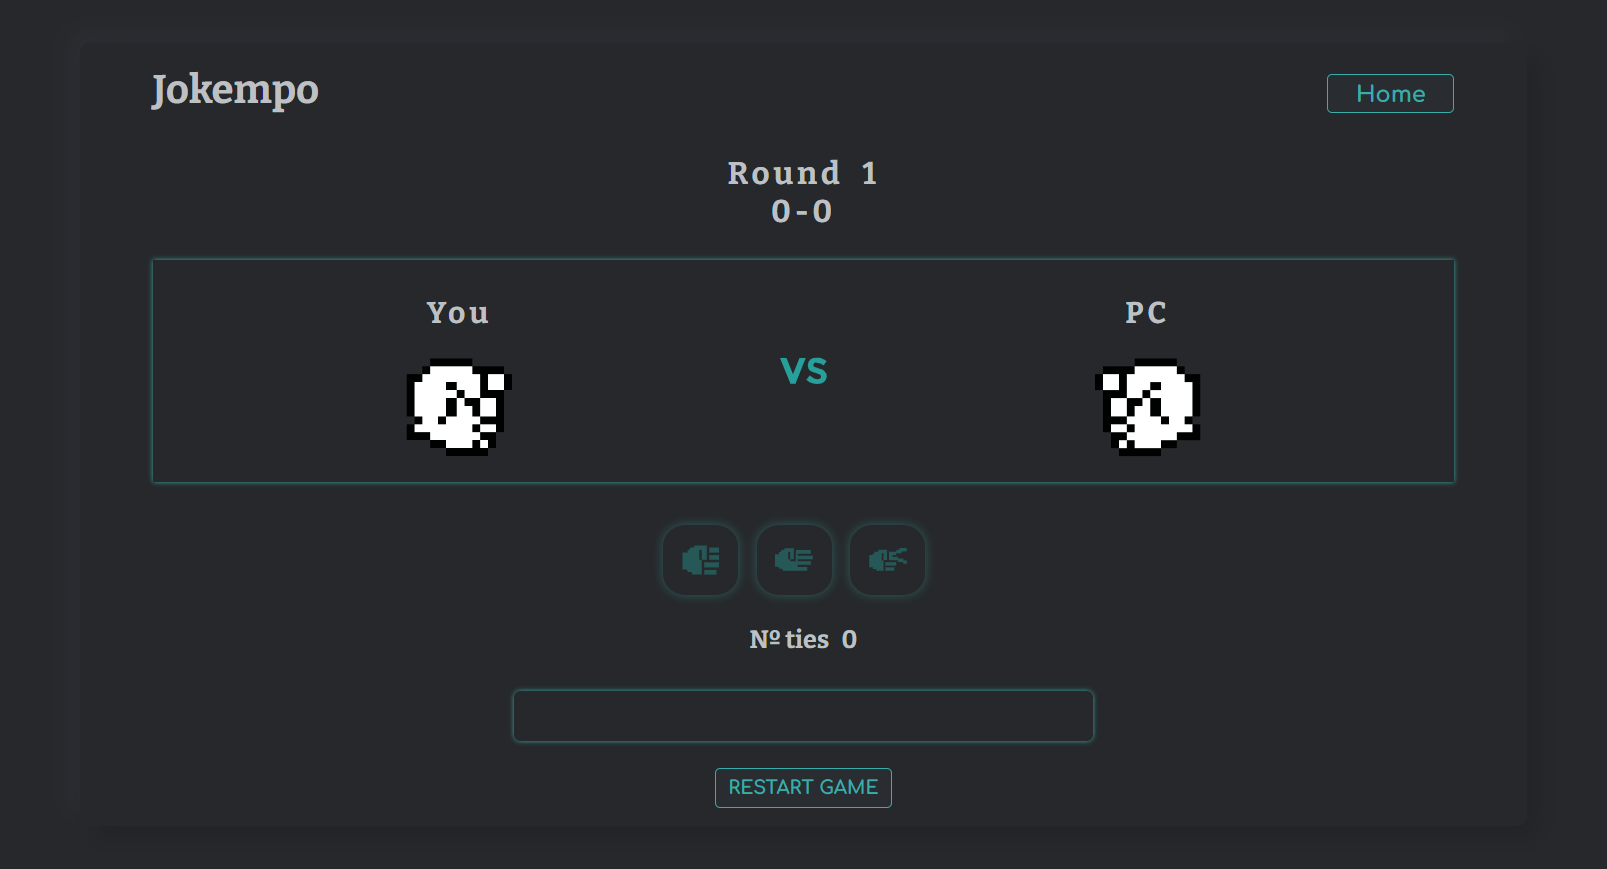 Jokempo
Home
Round 1
0-0
You
PC
VS
Nº ties 0
RESTART GAME